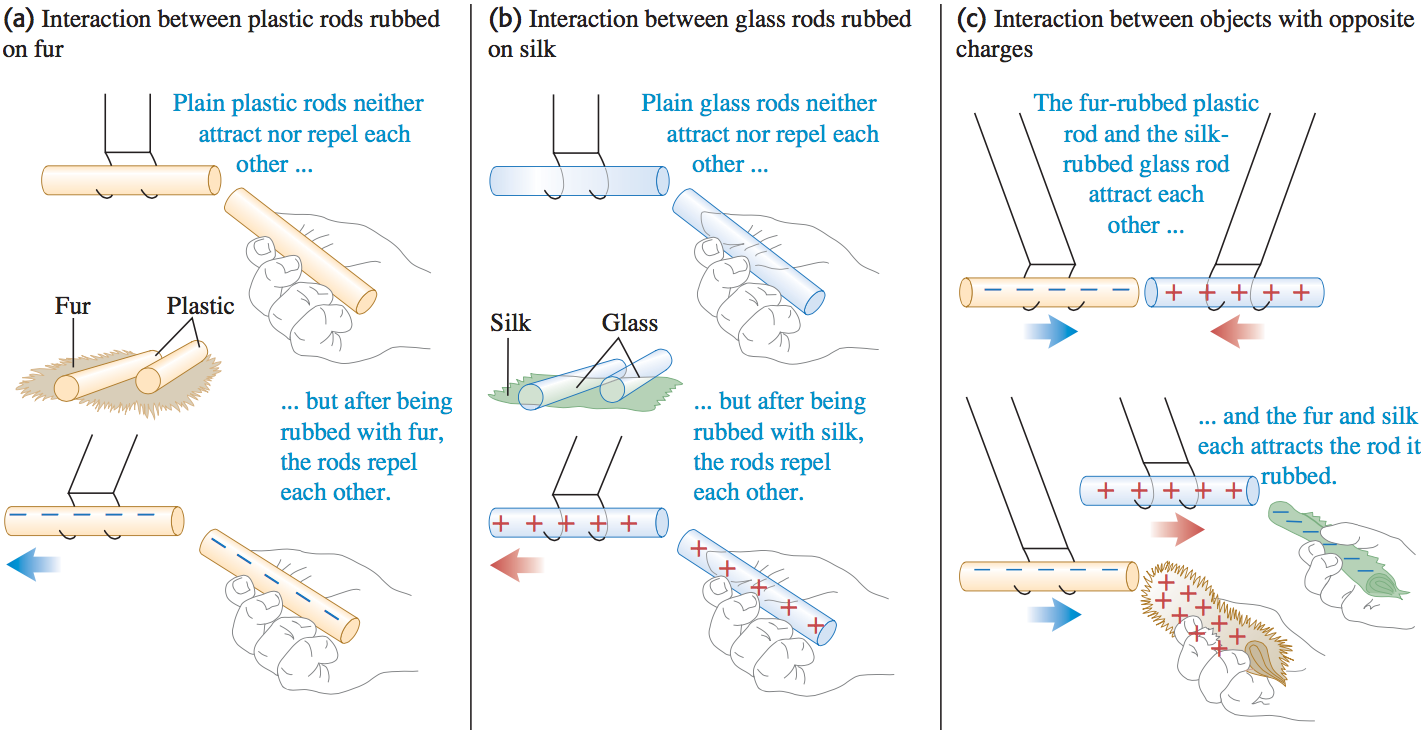 (a) Interaction between plastic rods rubbed
on fur
Plain plastic rods neither
attract nor repel each
other ...
Fur
Plastic
... but after being
rubbed with fur,
the rods repel
each other.
(b) Interaction between glass rods rubbed
on silk
Plain glass rods neither
attract nor repel each
other ...
Silk
Glass
... but after being
rubbed with silk,
the rods repel
each other.
+ + + + +
+ + + + +
(c) Interaction between objects with opposite
charges
The fur-rubbed plastic
rod and the silk-
rubbed glass rod
attract each
other ...
− − − − −
+ + + + +
... and the fur and silk
each attracts the rod it
rubbed.
+ + + + +